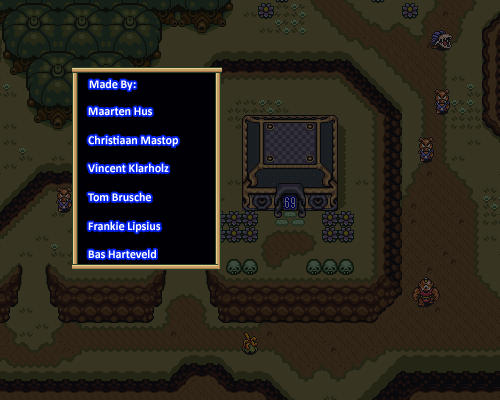 Made By:
Maarten Hus
Christiaan Mastop
Vincent Klarholz
Tom Brusche
Frankie Lipsius
Bas Harteveld
69